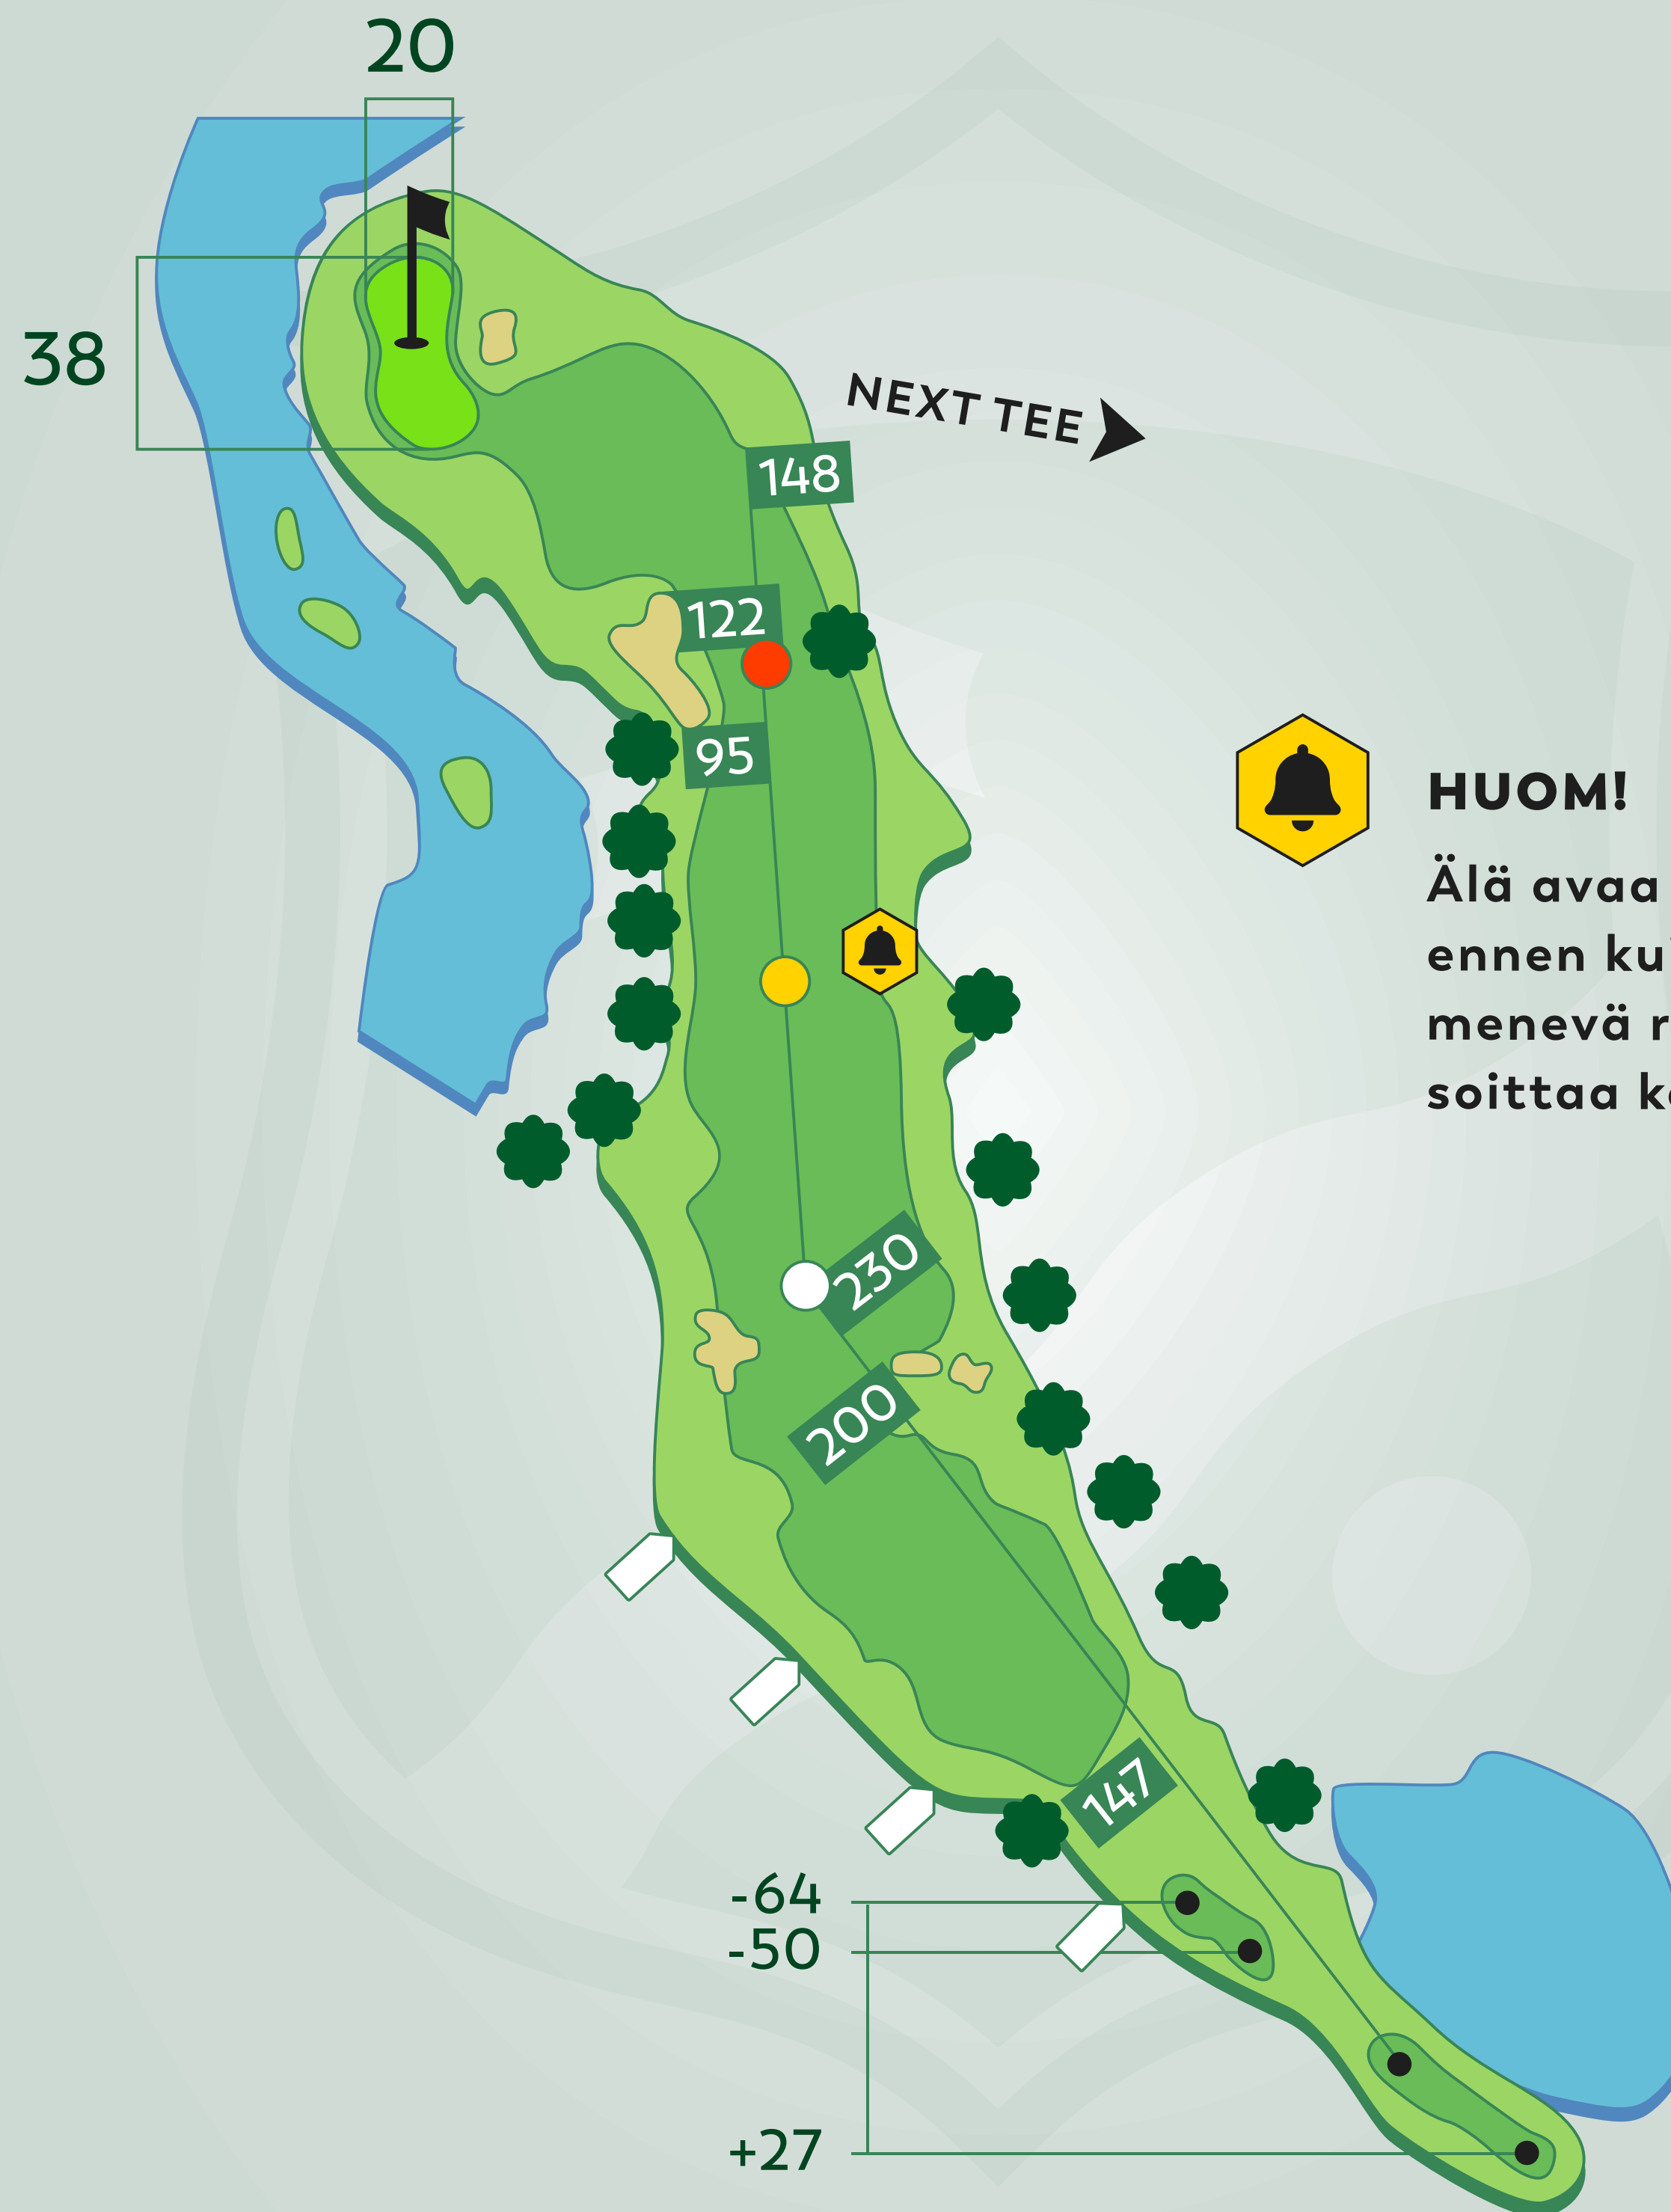 20
38
NEXT TEE
148
122
95
HUOM!
Älä avaa
ennen
menevä
soittaa
230
200
147
-64
-50
+27